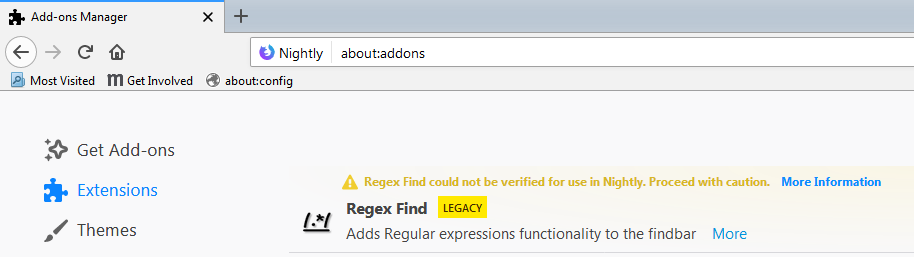 Add-ons Manager
Nightly about:addons
Most Visited Get Involved about:config
Get Add-ons
Extensions
Themes
Regex Find could not be verified for use in Nightly. Proceed with caution. More Information
/.*/ Regex Find LEGACY
Adds Regular expressions functionality to the findbar More